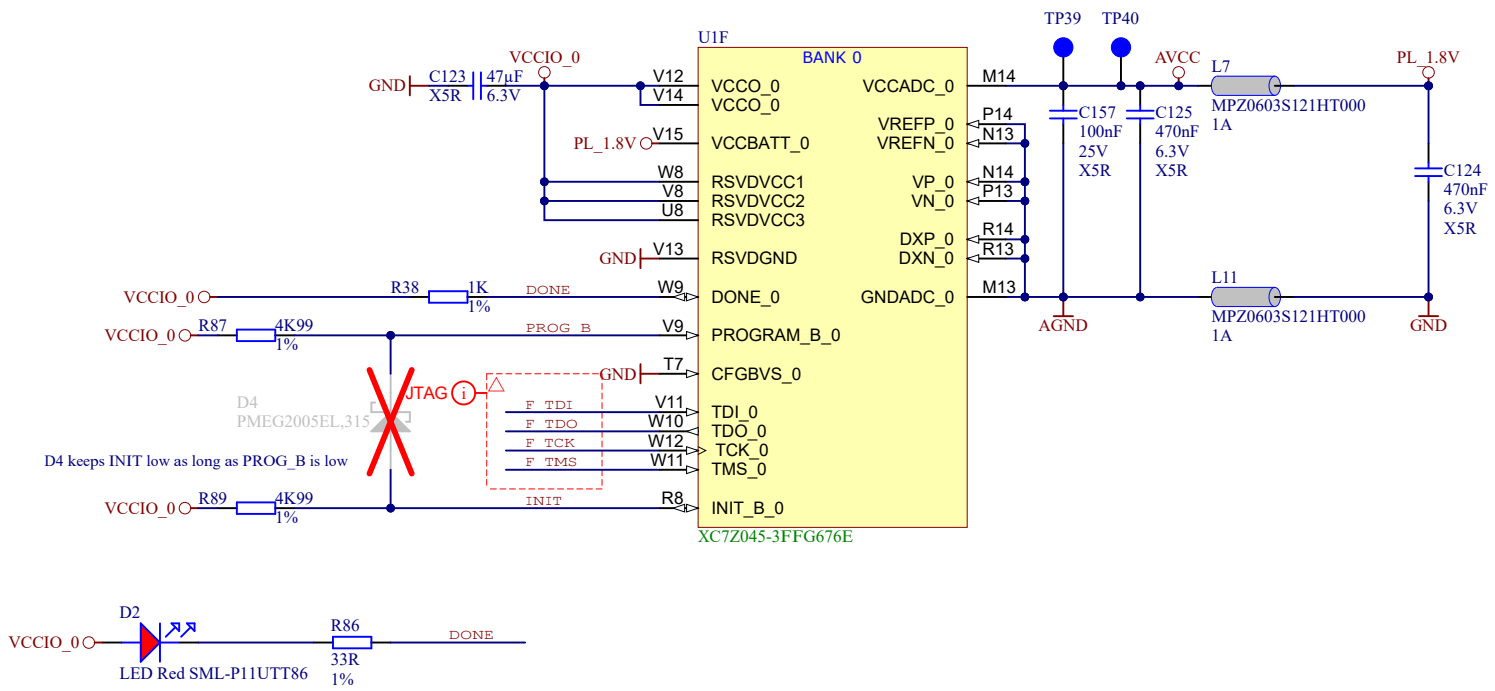 TP39
TP40
U1F
BANK 0
VCCIO_0
AVCC
L7
PL_1.8V
GND
C123
47µF
X5R
6.3V
V12
VCCO_0
V14
VCCO_0
VCCADC_0
M14
MPZ0603S121HT000
1A
PL_1.8V
V15
VCCBATT_0
VREFP_0
P14
VREFN_0
N13
C157
100nF
25V
X5R
C125
470nF
6.3V
X5R
C124
470nF
6.3V
X5R
W8
RSVDVCC1
V8
RSVDVCC2
U8
RSVDVCC3
VP_0
N14
VN_0
P13
GND
V13
RSVDGND
DXP_0
R14
DXN_0
R13
VCCIO_0
R38
1K
1%
DONE
W9
DONE_0
GNDADC_0
M13
L11
MPZ0603S121HT000
1A
AGND
GND
VCCIO_0
R87
4K99
1%
PROG_B
V9
PROGRAM_B_0
GND
T7
CFGBVS_0
JTAG
i
D4
PMEG2005EL,315
F_TDI
V11
TDI_0
F_TDO
W10
TDO_0
F_TCK
W12
TCK_0
F_TMS
W11
TMS_0
D4 keeps INIT low as long as PROG_B is low
VCCIO_0
R89
4K99
1%
INIT
R8
INIT_B_0
XC7Z045-3FFG676E
D2
VCCIO_0
LED Red SML-P11UTT86
R86
33R
1%
DONE